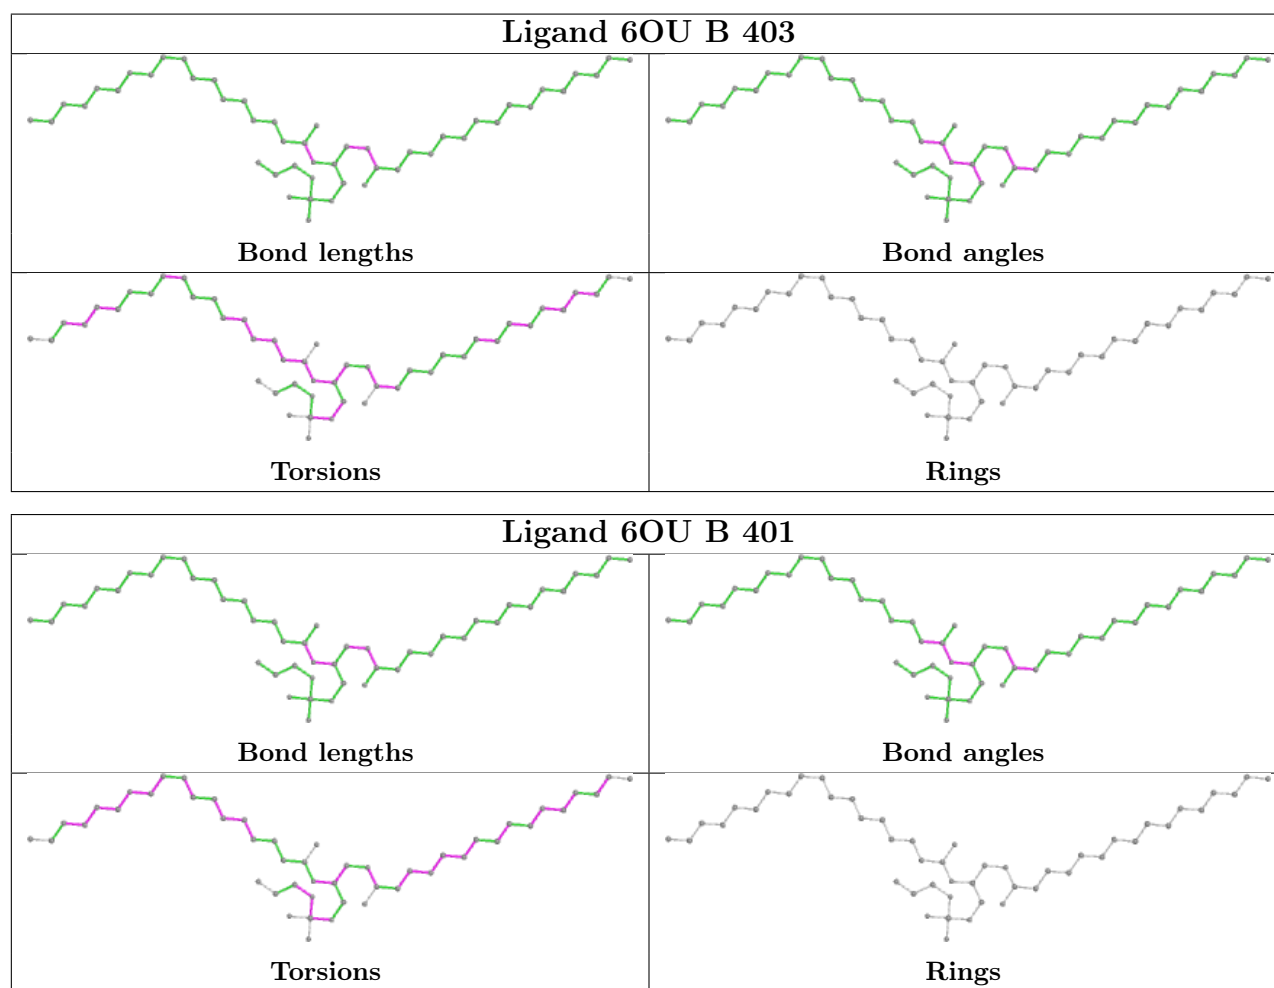 Ligand 6OU B 403
Bond lengths
Bond angles
Torsions
Rings
Ligand 6OU B 401
Bond lengths
Bond angles
Torsions
Rings